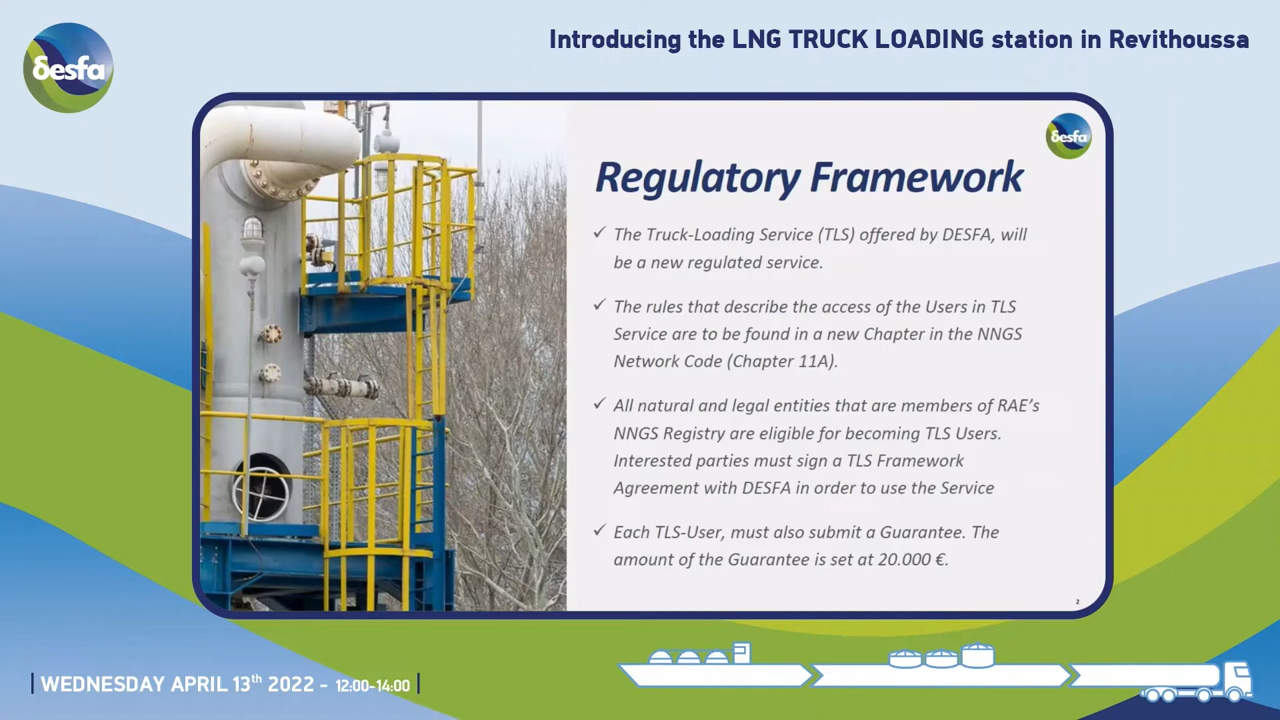 δesfa
Introducing the LNG TRUCK LOADING station in Revithoussa
δesfa
Regulatory Framework
✓ The Truck-Loading Service (TLS) offered by DESFA, will
be a new regulated service.
✓ The rules that describe the access of the Users in TLS
Service are to be found in a new Chapter in the NNGS
Network Code (Chapter 11A).
✓ All natural and legal entities that are members of RAE’s
NNGS Registry are eligible for becoming TLS Users.
Interested parties must sign a TLS Framework
Agreement with DESFA in order to use the Service
✓ Each TLS-User, must also submit a Guarantee. The
amount of the Guarantee is set at 20.000 €.
2
WEDNESDAY APRIL 13th 2022 - 12:00-14:00